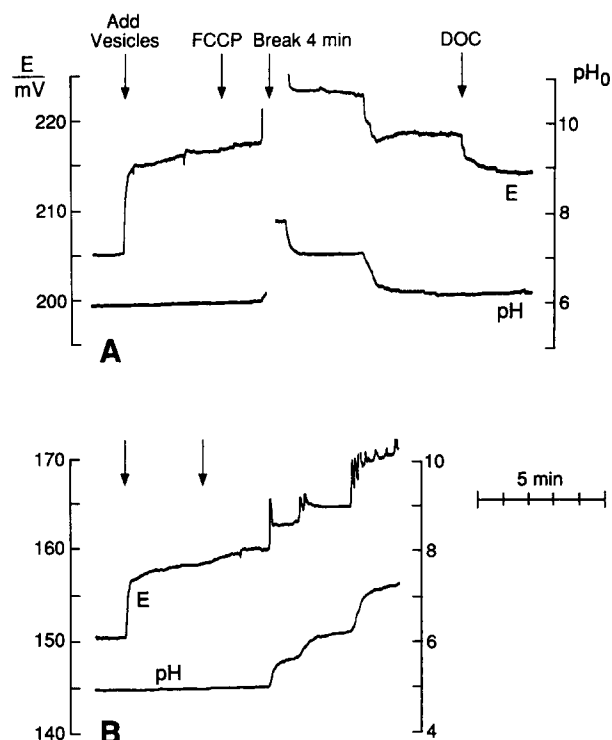 Add Vesicles
FCCP
Break 4 min
DOC
E
mV
pH₀
220
210
200
10
8
6
E
pH
A
170
160
150
140
10
8
6
4
5 min
E
pH
B